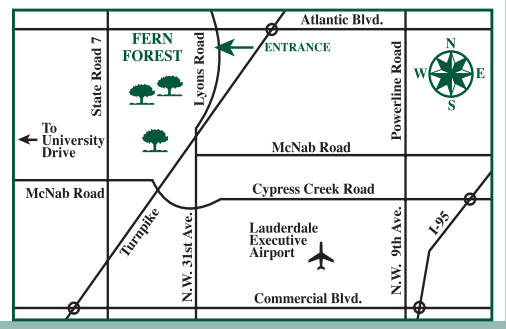 Atlantic Blvd.
FERN
FOREST
ENTRANCE
State Road 7
Lyons Road
Powerline Road
N
W
E
S
To
University
Drive
McNab Road
McNab Road
Cypress Creek Road
Turnpike
N.W. 31st Ave.
Lauderdale
Executive
Airport
N.W. 9th Ave.
I-95
Commercial Blvd.